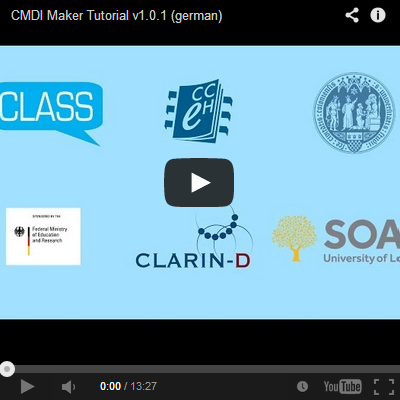 CMDI Maker Tutorial v1.0.1 (german)
CLASS
CCeH
SPONSORED BY THE
Federal Ministry
of Education
and Research
CLARIN-D
SOA
University of Lo
0:00 / 13:27
YouTube